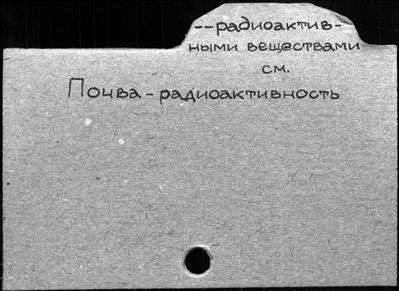 --радиоактив-
ными веществами
см.
Почва - радиоактивность